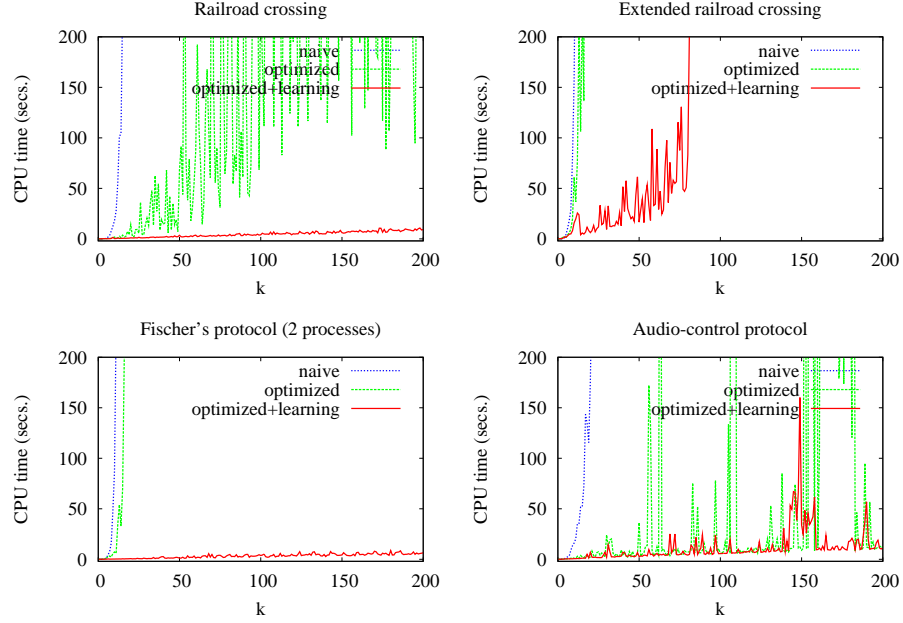 Railroad crossing
200
150
100
50
0
0 50 100 150 200
CPU time (secs.)
k
naive
optimized
optimized+learning
Extended railroad crossing
200
150
100
50
0
0 50 100 150 200
CPU time (secs.)
k
naive
optimized
optimized+learning
Fischer's protocol (2 processes)
200
150
100
50
0
0 50 100 150 200
CPU time (secs.)
k
naive
optimized
optimized+learning
Audio-control protocol
200
150
100
50
0
0 50 100 150 200
CPU time (secs.)
k
naive
optimized
optimized+learning